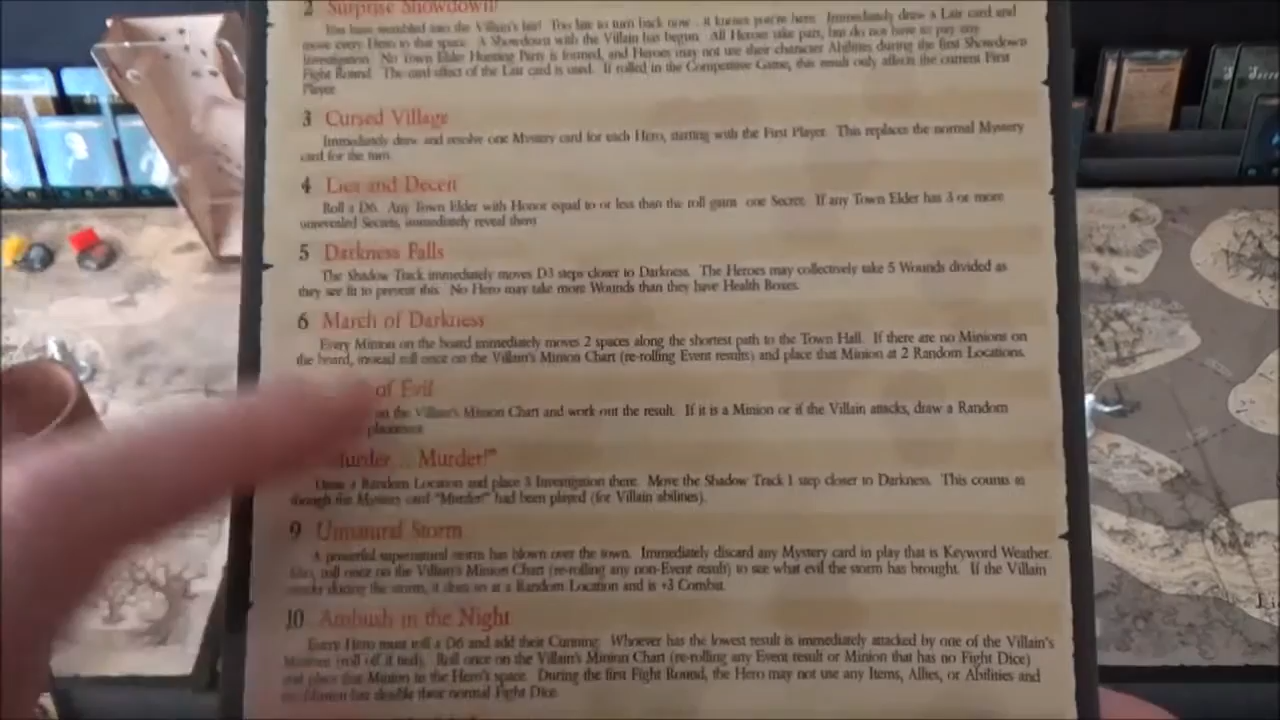 2 Surprise Showdown!
You have stumbled into the Villain's lair! Too late to turn back now - it knows you're here. Immediately draw a Lair card and
move every Hero to that space. A Showdown with the Villain has begun. All Heroes take part, but do not have to pay any
Investigation. No Town Elder Hunting Party is formed, and Heroes may not use their character Abilities during the first Showdown
Fight Round. The card effect of the Lair card is used. If rolled in the Competitive Game, this result only affects the current First
Player.
3 Cursed Village
Immediately draw and resolve one Mystery card for each Hero, starting with the First Player. This replaces the normal Mystery
card for the turn.
4 Lies and Deceit
Roll a D6. Any Town Elder with Honor equal to or less than the roll gains one Secret. If any Town Elder has 3 or more
unrevealed Secrets, immediately reveal them.
5 Darkness Falls
The Shadow Track immediately moves D3 steps closer to Darkness. The Heroes may collectively take 5 Wounds divided as
they see fit to prevent this. No Hero may take more Wounds than they have Health Boxes.
6 March of Darkness
Every Minion on the board immediately moves 2 spaces along the shortest path to the Town Hall. If there are no Minions on
the board, instead roll once on the Villain's Minion Chart (re-rolling Event results) and place that Minion at 2 Random Locations.
of Evil
on the Villain's Minion Chart and work out the result. If it is a Minion or if the Villain attacks, draw a Random
placement.
Murder... Murder!"
Draw a Random Location and place 3 Investigation there. Move the Shadow Track 1 step closer to Darkness. This counts as
though the Mystery card "Murder!" had been played (for Villain abilities).
9 Unnatural Storm
A powerful supernatural storm has blown over the town. Immediately discard any Mystery card in play that is Keyword Weather.
Also, roll once on the Villain's Minion Chart (re-rolling any non-Event result) to see what evil the storm has brought. If the Villain
attacks during the storm, it does so at a Random Location and is +3 Combat.
10 Ambush in the Night
Every Hero must roll a D6 and add their Cunning. Whoever has the lowest result is immediately attacked by one of the Villain's
Minions (roll off if tied). Roll once on the Villain's Minion Chart (re-rolling any Event result or Minion that has no Fight Dice)
and place that Minion in the Hero's space. During the first Fight Round, the Hero may not use any Items, Allies, or Abilities and
the Minion has double their normal Fight Dice.